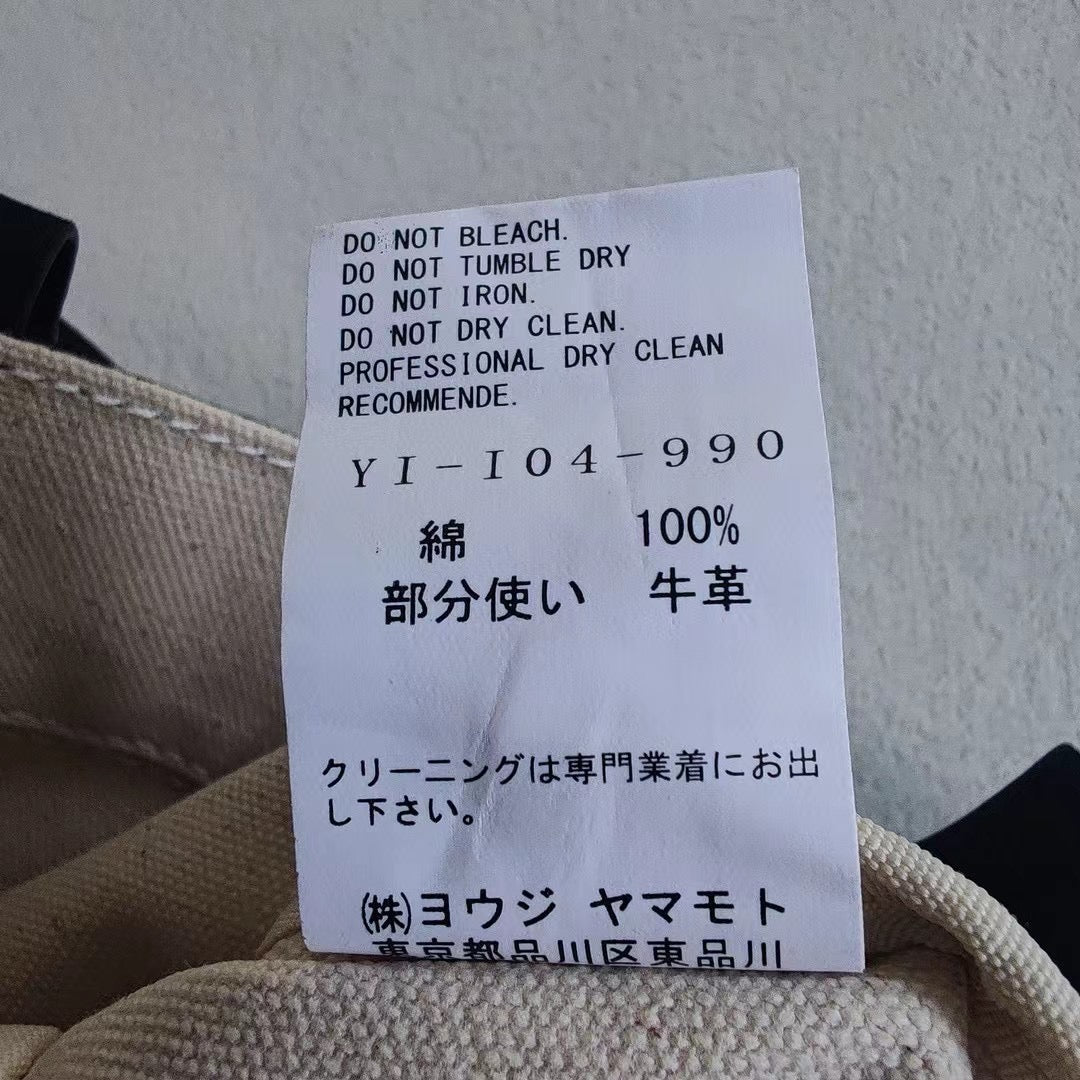 DO NOT BLEACH.
DO NOT TUMBLE DRY
DO NOT IRON.
DO NOT DRY CLEAN.
PROFESSIONAL DRY CLEAN
RECOMMENDE.
YI-I04-990
綿 100%
部分使い 牛革
クリーニングは専門業着にお出
し下さい。
㈱ヨウジ ヤマモト
東京都品川区東品川